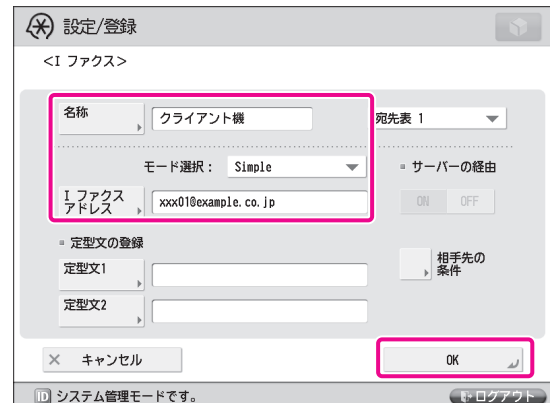 設定/登録
<I ファクス>
名称
クライアント機
宛先表 1
モード選択： Simple
サーバーの経由
I ファクス
アドレス
xxx01@example.co.jp
ON OFF
定型文の登録
定型文1
相手先の
条件
定型文2
キャンセル
OK
ID システム管理モードです。
ログアウト